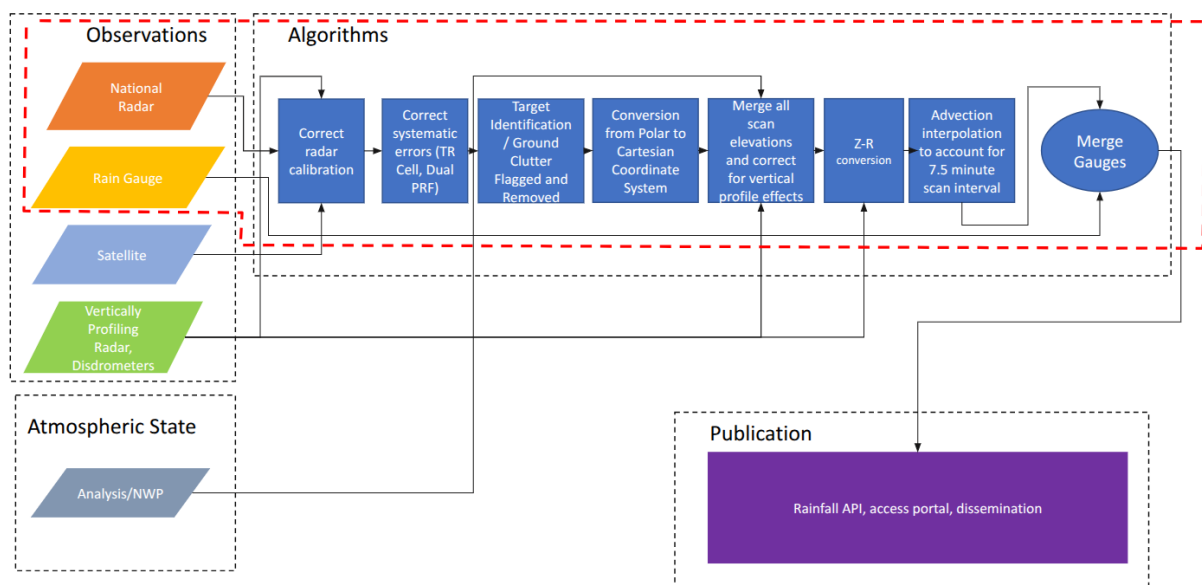 Observations
National
Radar
Rain Gauge
Satellite
Vertically
Profiling
Radar,
Disdrometers
Atmospheric State
Analysis/NWP
Algorithms
Correct
radar
calibration
Correct
systematic
errors (TR
Cell, Dual
PRF)
Target
Identification
/ Ground
Clutter
Flagged and
Removed
Conversion
from Polar to
Cartesian
Coordinate
System
Merge all
scan
elevations
and correct
for vertical
profile effects
Z-R
conversion
Advection
interpolation
to account for
7.5 minute
scan interval
Merge
Gauges
Publication
Rainfall API, access portal, dissemination